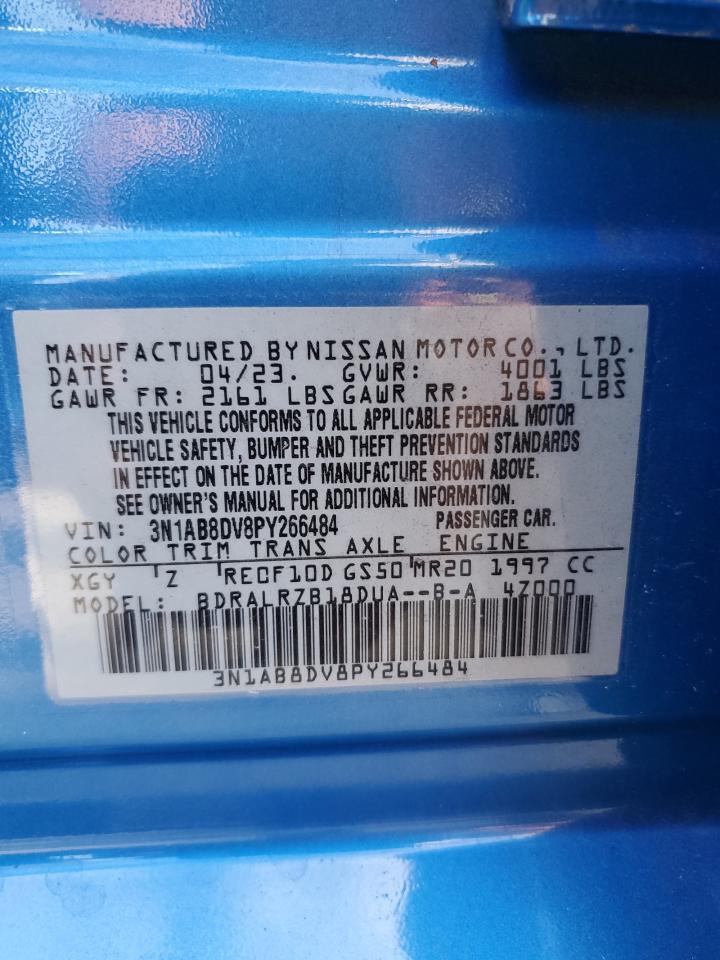 MANUFACTURED BY NISSAN MOTOR CO., LTD.
DATE: 04/23. GVWR: 4001 LBS
GAWR FR: 2161 LBS GAWR RR: 1863 LBS
THIS VEHICLE CONFORMS TO ALL APPLICABLE FEDERAL MOTOR
VEHICLE SAFETY, BUMPER AND THEFT PREVENTION STANDARDS
IN EFFECT ON THE DATE OF MANUFACTURE SHOWN ABOVE.
SEE OWNER'S MANUAL FOR ADDITIONAL INFORMATION.
VIN: 3N1AB8DV8PY266484 PASSENGER CAR.
COLOR TRIM TRANS AXLE ENGINE
XGY Z RE0F10D GS50 MR20 1997 CC
MODEL: BDRALRZB18DUA--B-A 4Z000
3N1AB8DV8PY266484